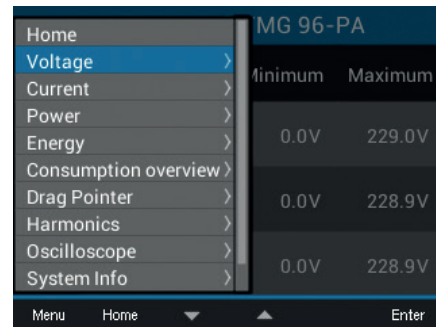 MG 96-PA
Home
Voltage
Current
Power
Energy
Consumption overview
Drag Pointer
Harmonics
Oscilloscope
System Info
Minimum Maximum
0.0V 229.0V
0.0V 228.9V
0.0V 228.9V
Menu Home Enter